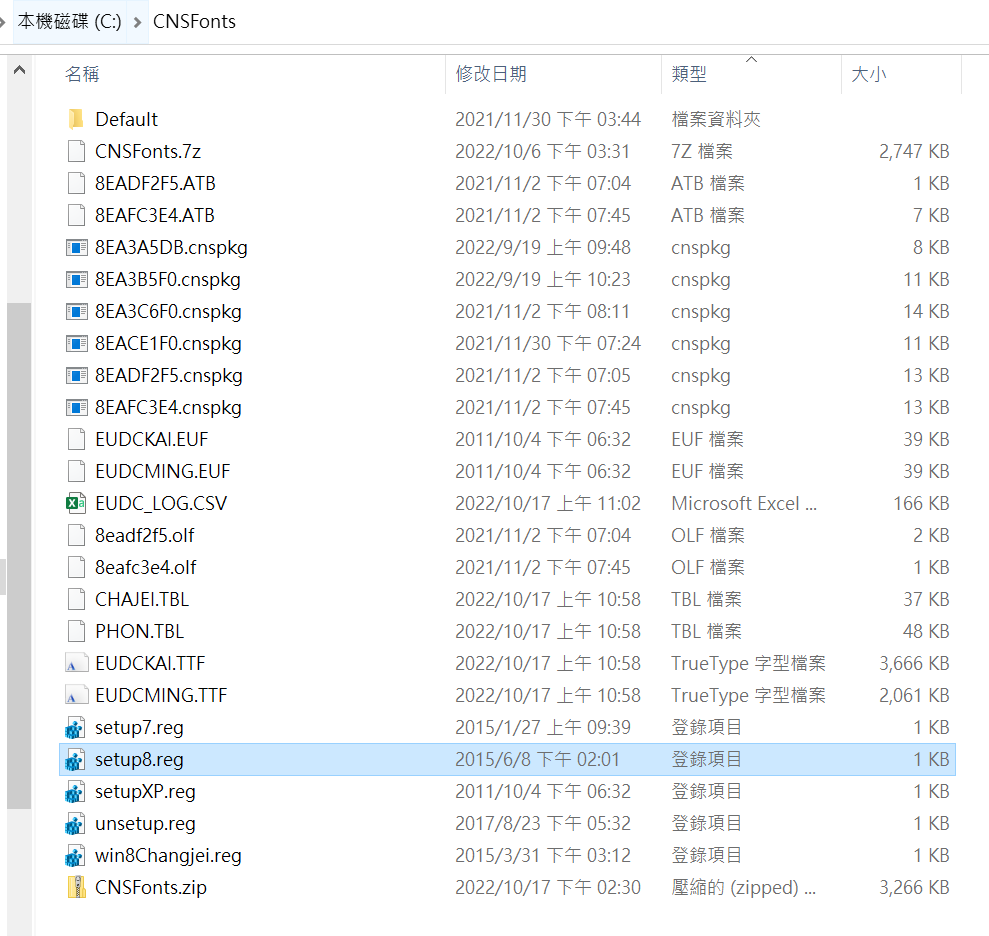 本機磁碟 (C:) › CNSFonts
名稱 修改日期 類型 大小
Default 2021/11/30 下午 03:44 檔案資料夾
CNSFonts.7z 2022/10/6 下午 03:31 7Z 檔案 2,747 KB
8EADF2F5.ATB 2021/11/2 下午 07:04 ATB 檔案 1 KB
8EAFC3E4.ATB 2021/11/2 下午 07:45 ATB 檔案 7 KB
8EA3A5DB.cnspkg 2022/9/19 上午 09:48 cnspkg 8 KB
8EA3B5F0.cnspkg 2022/9/19 上午 10:23 cnspkg 11 KB
8EA3C6F0.cnspkg 2021/11/2 下午 08:11 cnspkg 14 KB
8EACE1F0.cnspkg 2021/11/30 下午 07:24 cnspkg 11 KB
8EADF2F5.cnspkg 2021/11/2 下午 07:05 cnspkg 13 KB
8EAFC3E4.cnspkg 2021/11/2 下午 07:45 cnspkg 13 KB
EUDCKAI.EUF 2011/10/4 下午 06:32 EUF 檔案 39 KB
EUDCMING.EUF 2011/10/4 下午 06:32 EUF 檔案 39 KB
EUDC_LOG.CSV 2022/10/17 上午 11:02 Microsoft Excel ... 166 KB
8eadf2f5.olf 2021/11/2 下午 07:04 OLF 檔案 2 KB
8eafc3e4.olf 2021/11/2 下午 07:45 OLF 檔案 1 KB
CHAJEI.TBL 2022/10/17 上午 10:58 TBL 檔案 37 KB
PHON.TBL 2022/10/17 上午 10:58 TBL 檔案 48 KB
EUDCKAI.TTF 2022/10/17 上午 10:58 TrueType 字型檔案 3,666 KB
EUDCMING.TTF 2022/10/17 上午 10:58 TrueType 字型檔案 2,061 KB
setup7.reg 2015/1/27 上午 09:39 登錄項目 1 KB
setup8.reg 2015/6/8 下午 02:01 登錄項目 1 KB
setupXP.reg 2011/10/4 下午 06:32 登錄項目 1 KB
unsetup.reg 2017/8/23 下午 05:32 登錄項目 1 KB
win8Changjei.reg 2015/3/31 下午 03:12 登錄項目 1 KB
CNSFonts.zip 2022/10/17 下午 02:30 壓縮的 (zipped) ... 3,266 KB